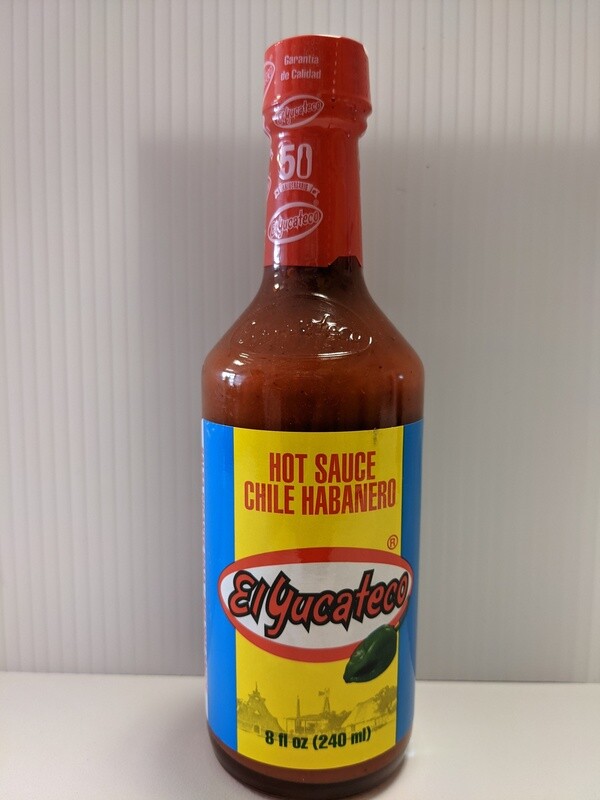 Garantía
de Calidad
El Yucateco
50
El Yucateco
HOT SAUCE
CHILE HABANERO
®
El Yucateco
8 fl oz (240 ml)